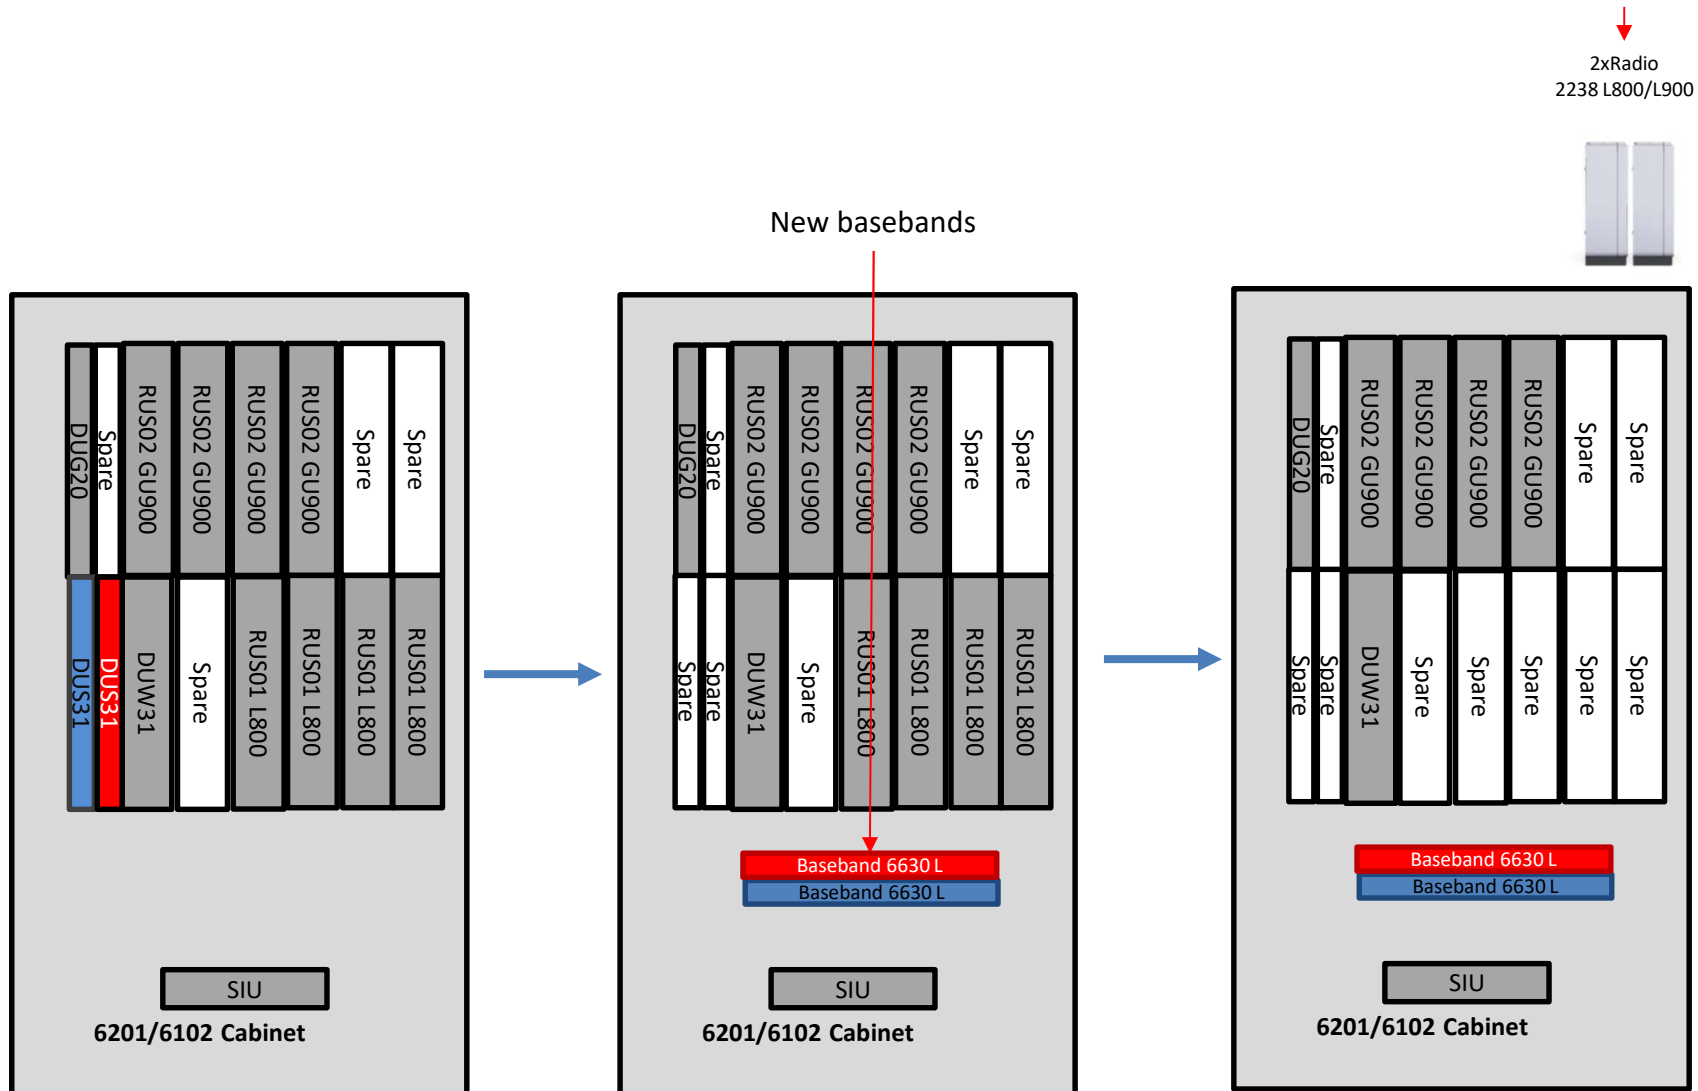 2xRadio
2238 L800/L900
New basebands
DUG20
Spare
RUS02 GU900
RUS02 GU900
RUS02 GU900
RUS02 GU900
Spare
Spare
DUS31
DUS31
DUW31
Spare
RUS01 L800
RUS01 L800
RUS01 L800
RUS01 L800
SIU
6201/6102 Cabinet
DUG20
Spare
RUS02 GU900
RUS02 GU900
RUS02 GU900
RUS02 GU900
Spare
Spare
Spare
Spare
DUW31
Spare
RUS01 L800
RUS01 L800
RUS01 L800
RUS01 L800
Baseband 6630 L
Baseband 6630 L
SIU
6201/6102 Cabinet
DUG20
Spare
RUS02 GU900
RUS02 GU900
RUS02 GU900
RUS02 GU900
Spare
Spare
Spare
Spare
DUW31
Spare
Spare
Spare
Spare
Spare
Baseband 6630 L
Baseband 6630 L
SIU
6201/6102 Cabinet